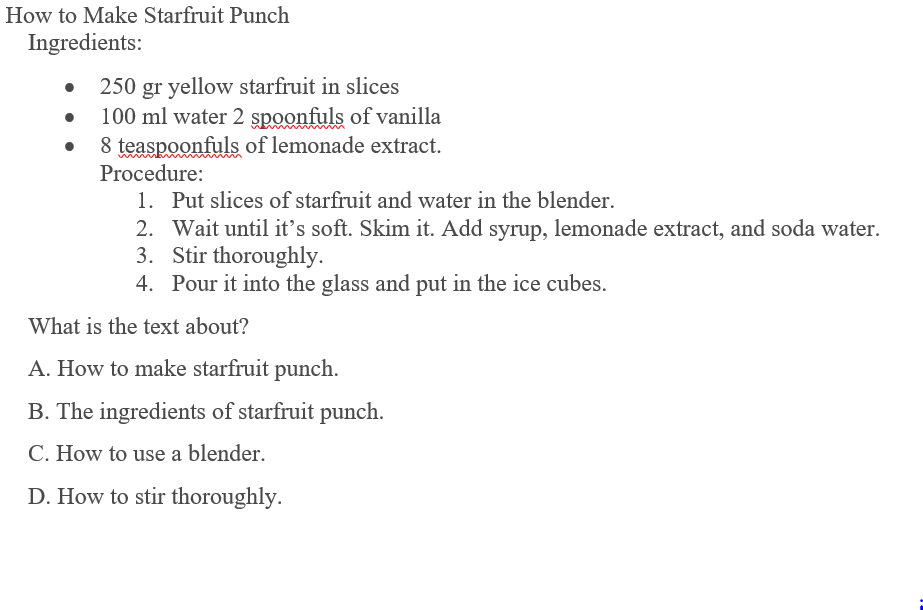 How to Make Starfruit Punch
Ingredients:
• 250 gr yellow starfruit in slices
• 100 ml water 2 spoonfuls of vanilla
• 8 teaspoonfuls of lemonade extract.
Procedure:
1. Put slices of starfruit and water in the blender.
2. Wait until it’s soft. Skim it. Add syrup, lemonade extract, and soda water.
3. Stir thoroughly.
4. Pour it into the glass and put in the ice cubes.
What is the text about?
A. How to make starfruit punch.
B. The ingredients of starfruit punch.
C. How to use a blender.
D. How to stir thoroughly.